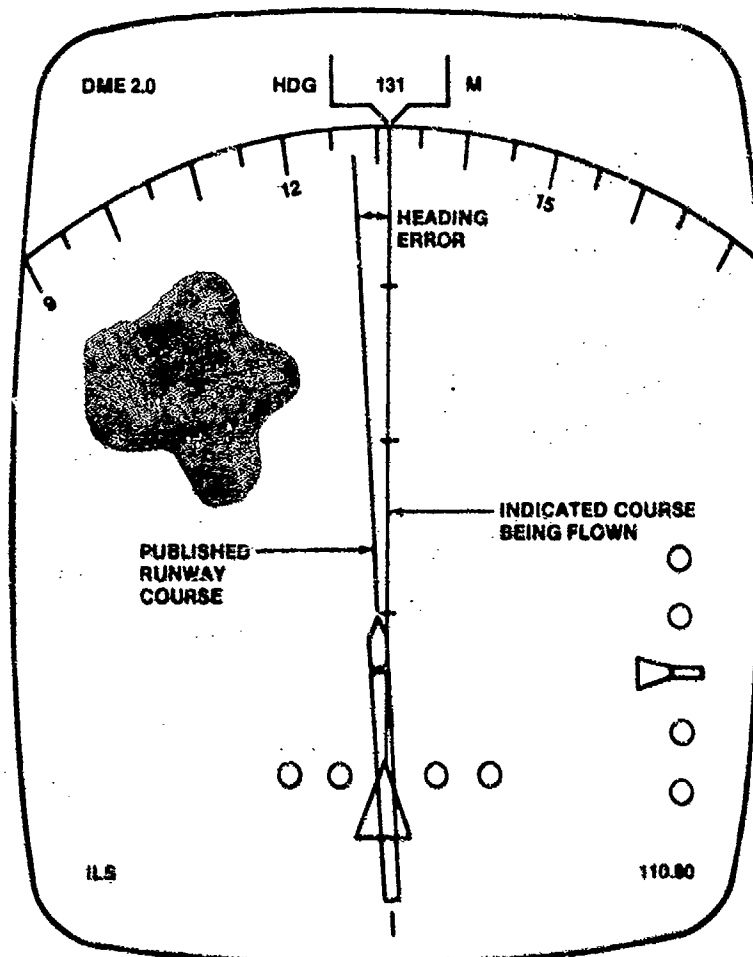 DME 2.0 HDG 131 M
12
15
9
HEADING
ERROR
INDICATED COURSE
BEING FLOWN
PUBLISHED
RUNWAY
COURSE
ILS 110.90